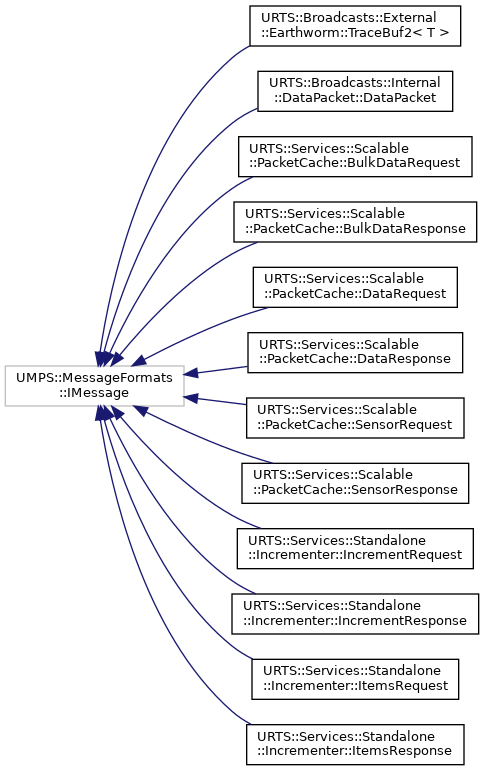 URTS::Broadcasts::External
::Earthworm::TraceBuf2< T >
URTS::Broadcasts::Internal
::DataPacket::DataPacket
URTS::Services::Scalable
::PacketCache::BulkDataRequest
URTS::Services::Scalable
::PacketCache::BulkDataResponse
URTS::Services::Scalable
::PacketCache::DataRequest
URTS::Services::Scalable
::PacketCache::DataResponse
UMPS::MessageFormats
::IMessage
URTS::Services::Scalable
::PacketCache::SensorRequest
URTS::Services::Scalable
::PacketCache::SensorResponse
URTS::Services::Standalone
::Incrementer::IncrementRequest
URTS::Services::Standalone
::Incrementer::IncrementResponse
URTS::Services::Standalone
::Incrementer::ItemsRequest
URTS::Services::Standalone
::Incrementer::ItemsResponse